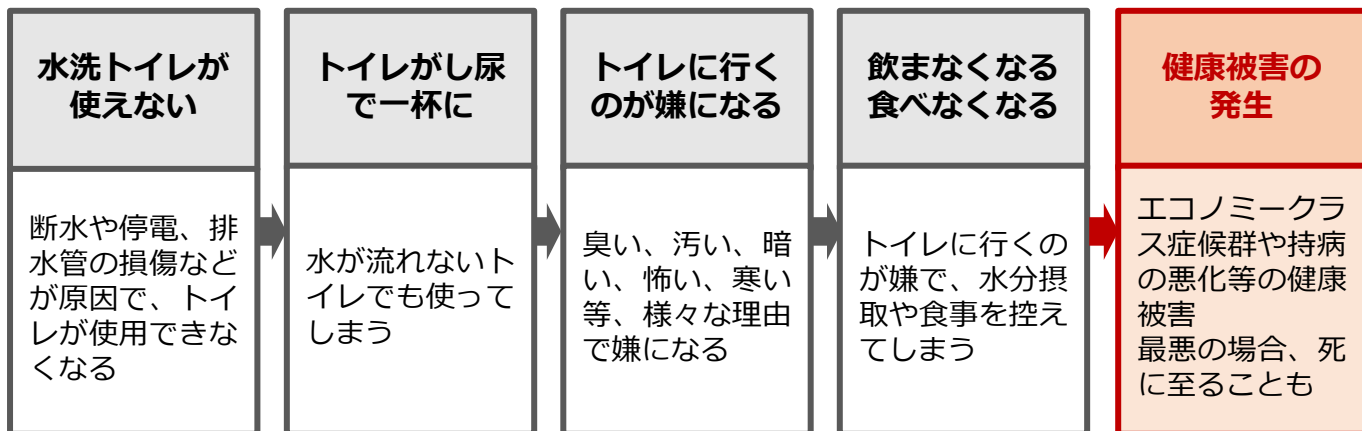 水洗トイレが
使えない
断水や停電、排
水管の損傷など
が原因で、トイ
レが使用できな
くなる
トイレがし尿
で一杯に
水が流れないト
イレでも使って
しまう
トイレに行く
のが嫌になる
臭い、汚い、暗
い、怖い、寒い
等、様々な理由
で嫌になる
飲まなくなる
食べなくなる
トイレに行くの
が嫌で、水分摂
取や食事を控え
てしまう
健康被害の
発生
エコノミークラ
ス症候群や持病
の悪化等の健康
被害
最悪の場合、死
に至ることも